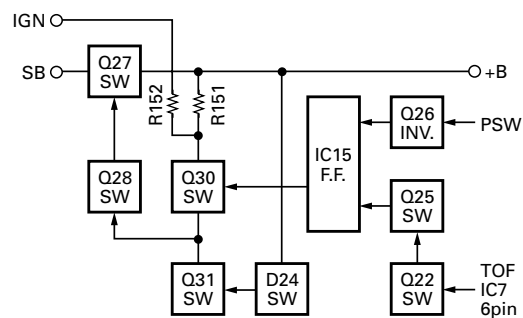 IGN
SB
Q27
SW
+B
R152
R151
Q26
INV.
PSW
IC15
F.F.
Q28
SW
Q30
SW
Q25
SW
Q31
SW
D24
SW
Q22
SW
TOF
IC7
6pin